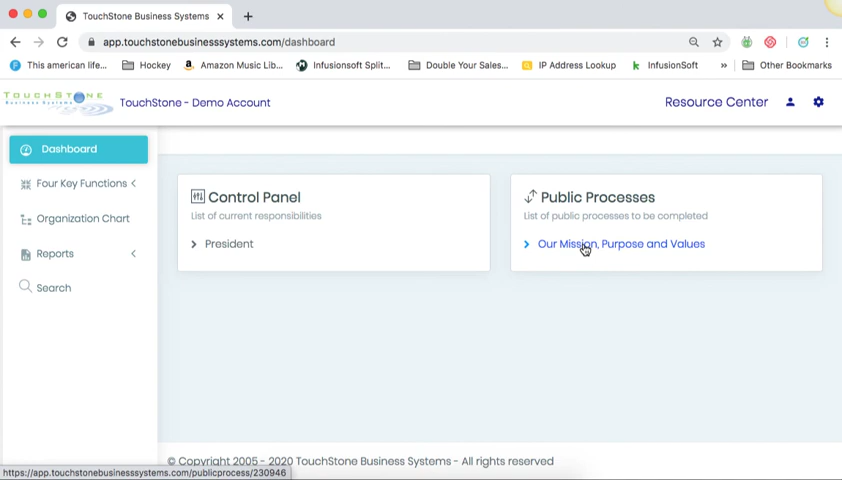 TouchStone Business Systems
app.touchstonebusinesssystems.com/dashboard
This american life...
Hockey
Amazon Music Lib...
Infusionsoft Split...
Double Your Sales...
IP Address Lookup
InfusionSoft
»
Other Bookmarks
TOUCHSTONE
Business Systems
TouchStone - Demo Account
Resource Center
Dashboard
Four Key Functions
Organization Chart
Reports
Search
Control Panel
List of current responsibilities
President
Public Processes
List of public processes to be completed
Our Mission, Purpose and Values
© Copyright 2005 - 2020 TouchStone Business Systems - All rights reserved
https://app.touchstonebusinesssystems.com/publicprocess/230946